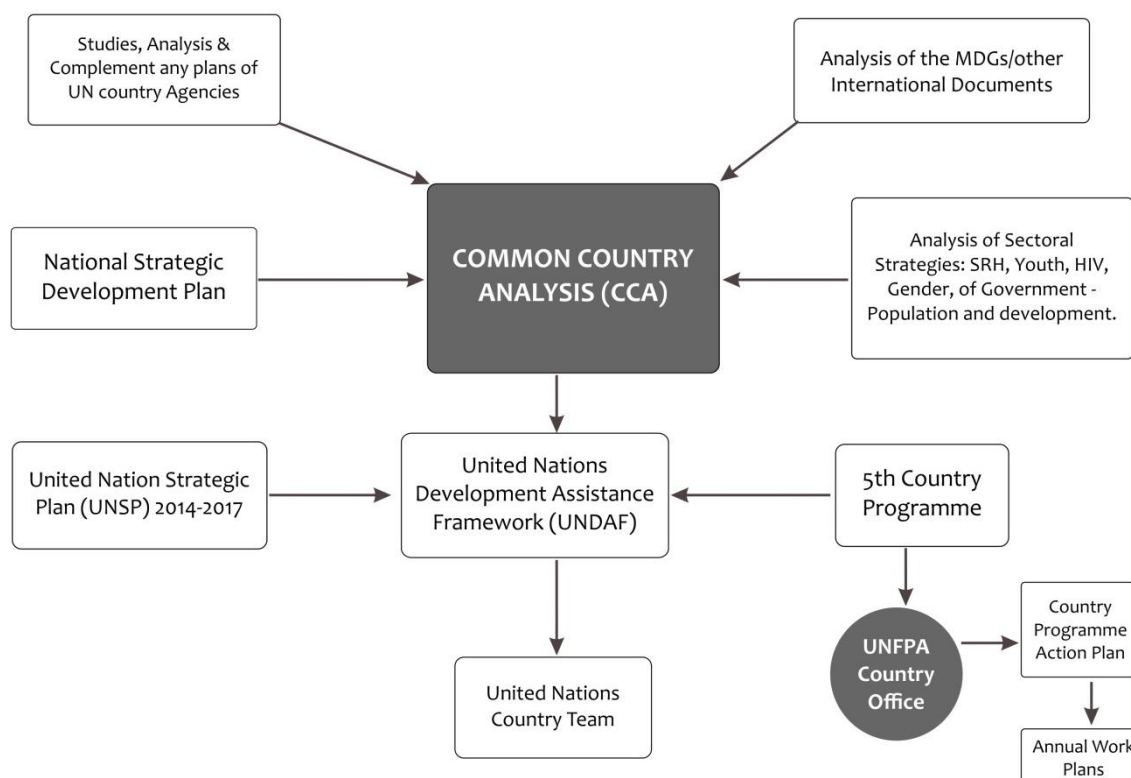 Studies, Analysis &
Complement any plans of
UN country Agencies
Analysis of the MDGs/other
International Documents
National Strategic
Development Plan
COMMON COUNTRY
ANALYSIS (CCA)
Analysis of Sectoral
Strategies: SRH, Youth, HIV,
Gender, of Government -
Population and development.
United Nation Strategic
Plan (UNSP) 2014-2017
United Nations
Development Assistance
Framework (UNDAF)
5th Country
Programme
UNFPA
Country
Office
Country
Programme
Action Plan
United Nations
Country Team
Annual Work
Plans